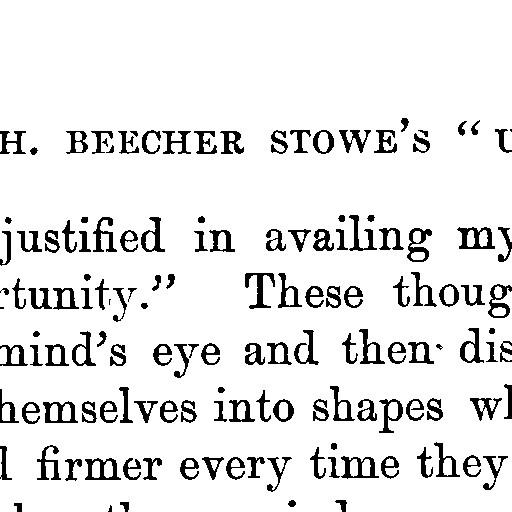 H. BEECHER STOWE'S "U
justified in availing my
rtunity." These thoug
mind's eye and then dis
hemselves into shapes wh
d firmer every time they